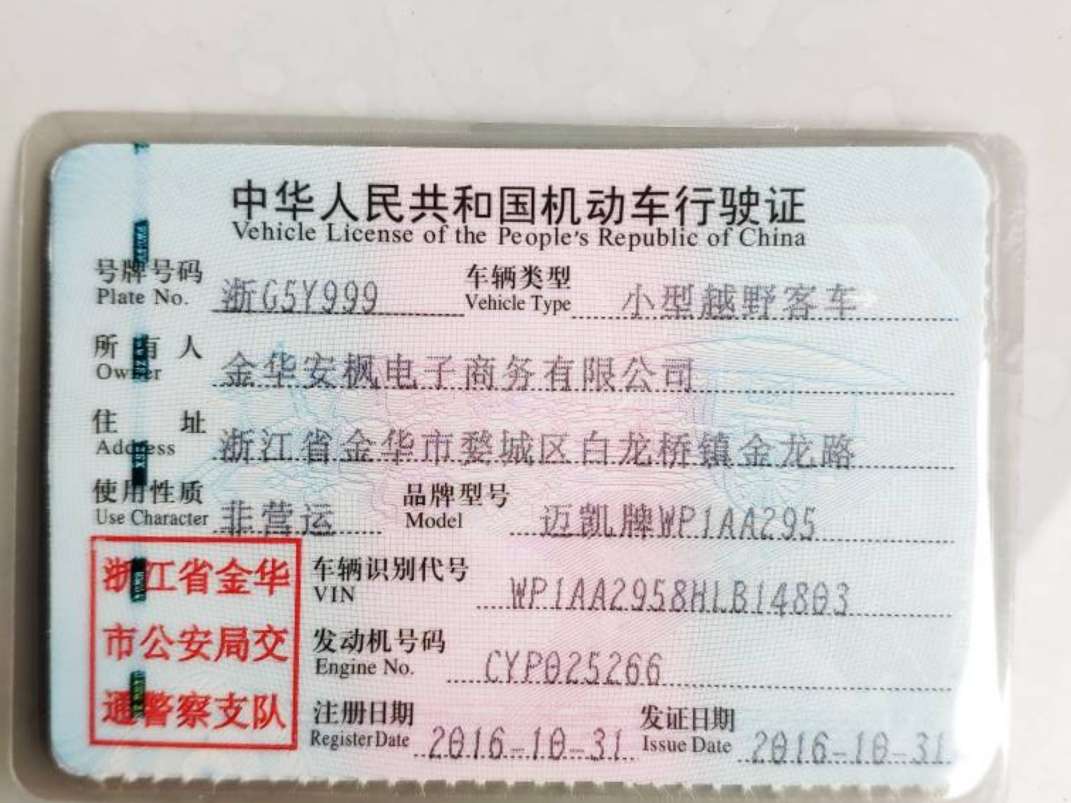 中华人民共和国机动车行驶证
Vehicle License of the People's Republic of China
号牌号码 浙G5Y999 车辆类型 小型越野客车
Plate No. Vehicle Type
所有人 金华安枫电子商务有限公司
Owner
住址 浙江省金华市婺城区白龙桥镇金龙路
Address
使用性质 非营运 品牌型号 迈凯牌WP1AA295
Use Character Model
浙江省金华
市公安局交
通警察支队
车辆识别代号 WP1AA2958HLB14803
VIN
发动机号码 CYP025266
Engine No.
注册日期 2016-10-31 发证日期 2016-10-31
Register Date Issue Date